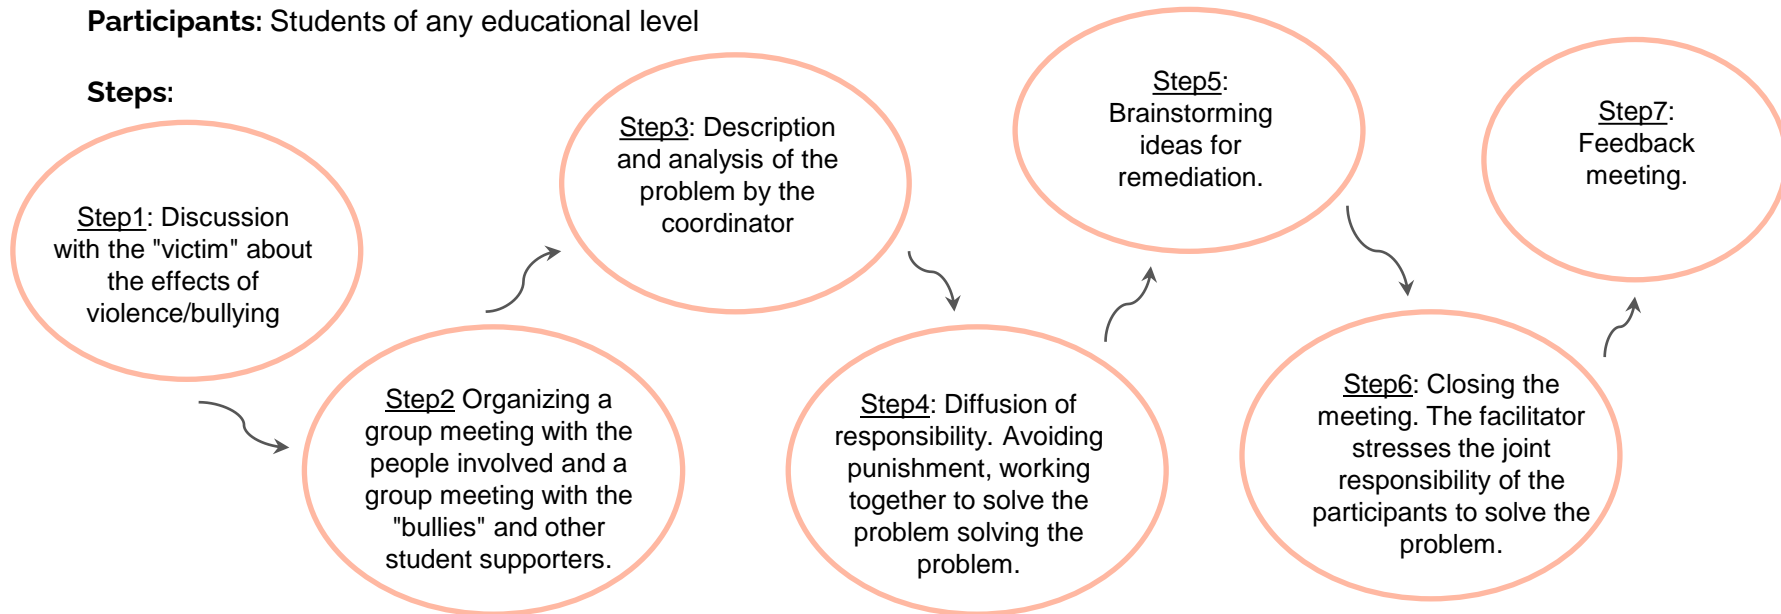 Participants: Students of any educational level
Steps:
Step1: Discussion
with the "victim" about
the effects of
violence/bullying
Step2 Organizing a
group meeting with the
people involved and a
group meeting with the
"bullies" and other
student supporters.
Step3: Description
and analysis of the
problem by the
coordinator
Step4: Diffusion of
responsibility. Avoiding
punishment, working
together to solve the
problem solving the
problem.
Step5:
Brainstorming
ideas for
remediation.
Step6: Closing the
meeting. The facilitator
stresses the joint
responsibility of the
participants to solve the
problem.
Step7:
Feedback
meeting.